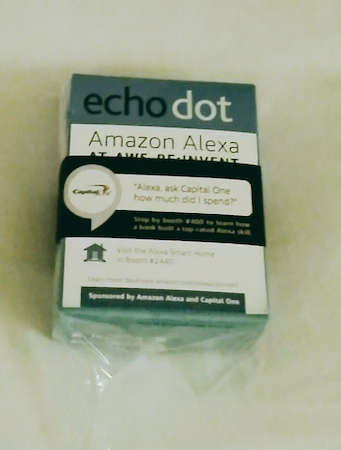 echo dot
Amazon Alexa
AT AWS RE:INVENT
Capital One
"Alexa, ask Capital One
how much did I spend?"
Stop by booth #400 to learn how
a bank built a top-rated Alexa skill
Visit the Alexa Smart Home
in Booth #2440
Learn more:
Sponsored by Amazon Alexa and Capital One